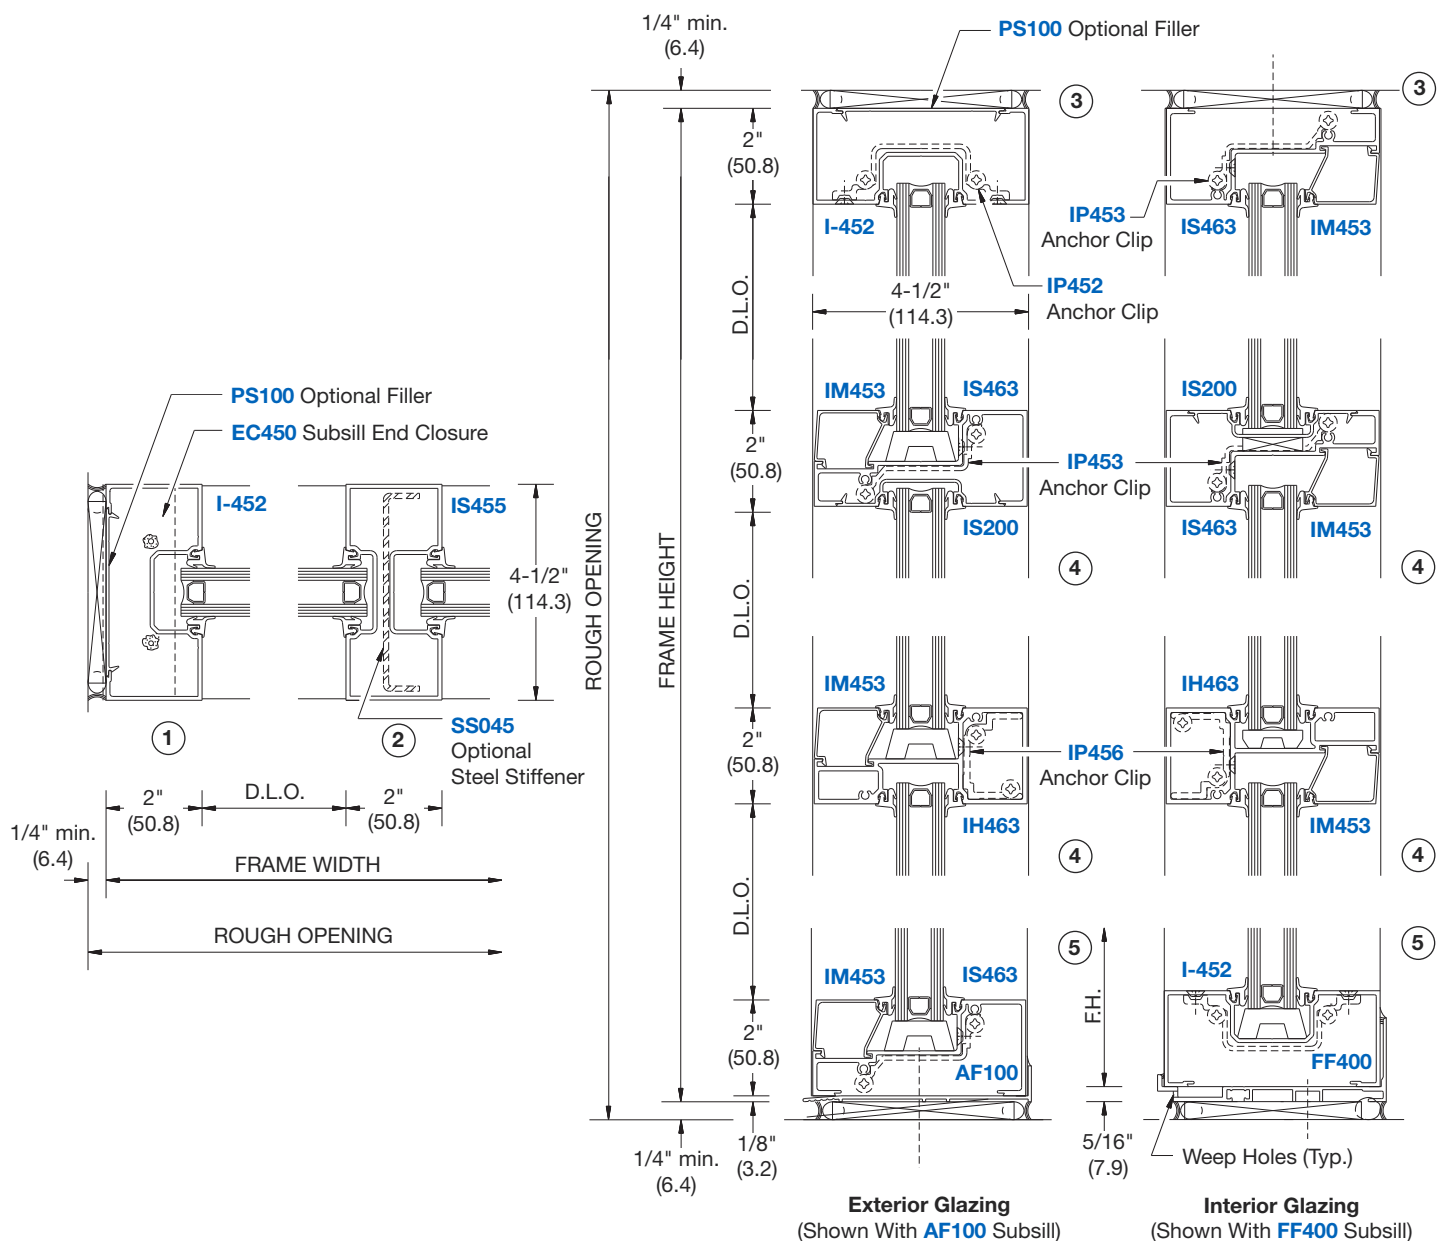 1/4" min.
(6.4)
PS100 Optional Filler
3
3
2"
(50.8)
I-452
IP453
Anchor Clip
IS463
IM453
IP452
Anchor Clip
D.L.O.
4-1/2"
(114.3)
IM453
IS463
IS200
2"
(50.8)
IP453
Anchor Clip
IS200
IS463
IM453
4
4
ROUGH OPENING
FRAME HEIGHT
D.L.O.
PS100 Optional Filler
EC450 Subsill End Closure
I-452
IS455
4-1/2"
(114.3)
1
2
SS045
Optional
Steel Stiffener
2"
(50.8)
D.L.O.
2"
(50.8)
1/4" min.
(6.4)
FRAME WIDTH
ROUGH OPENING
IM453
IH463
2"
(50.8)
IP456
Anchor Clip
IH463
IM453
4
4
D.L.O.
IM453
IS463
5
I-452
5
F.H.
2"
(50.8)
AF100
FF400
1/4" min.
(6.4)
1/8"
(3.2)
5/16"
(7.9)
Weep Holes (Typ.)
Exterior Glazing
(Shown With AF100 Subsill)
Interior Glazing
(Shown With FF400 Subsill)